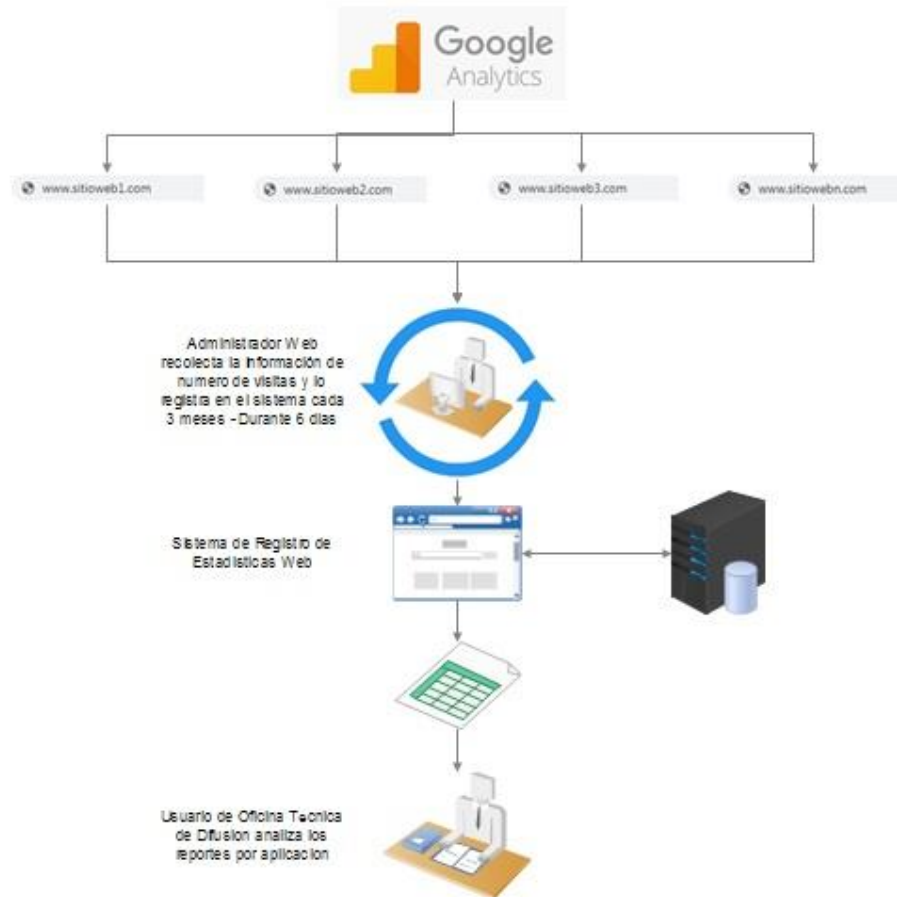 Google
Analytics
www.sitioweb1.com
www.sitioweb2.com
www.sitioweb3.com
www.sitiowebn.com
Administrador Web
recolecta la información de
numero de visitas y lo
registra en el sistema cada
3 meses - Durante 6 dias
Sistema de Registro de
Estadísticas Web
Usuario de Oficina Tecnica
de Difusion analiza los
reportes por aplicacion